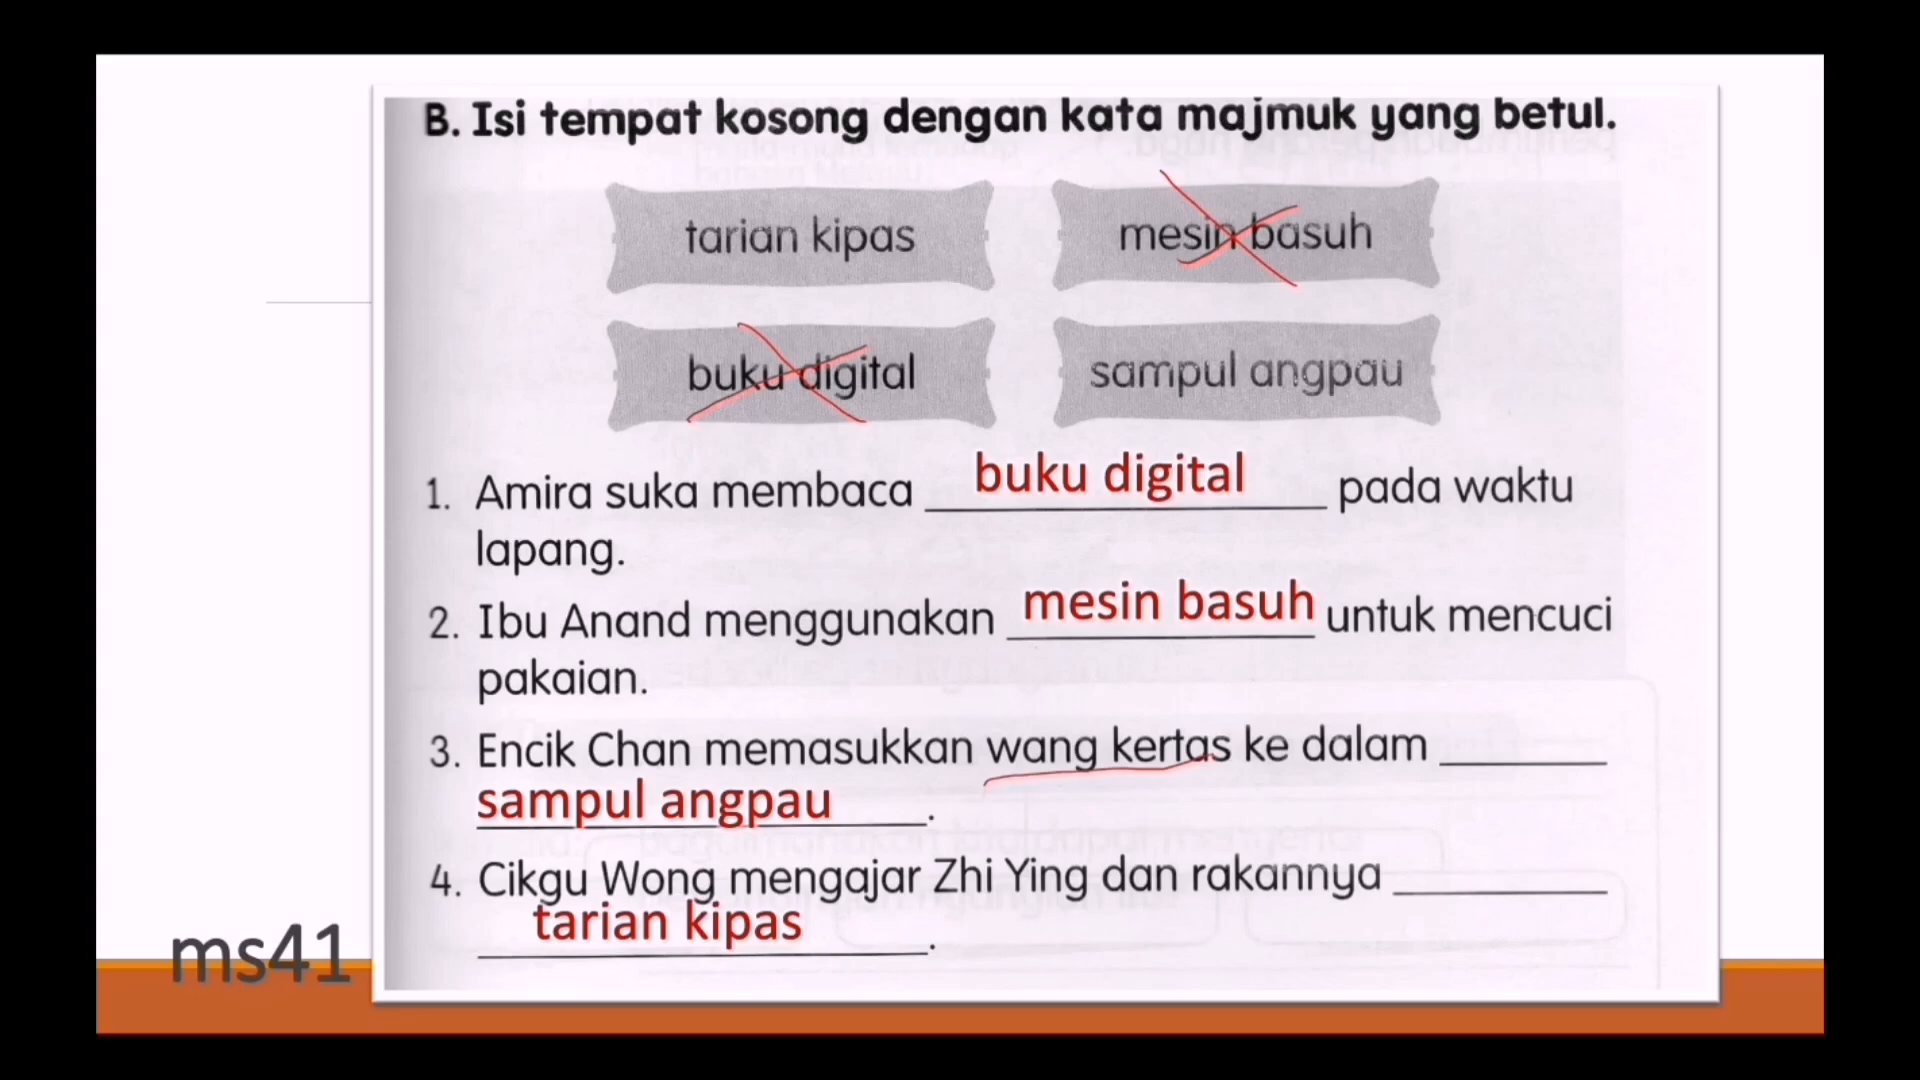 B. Isi tempat kosong dengan kata majmuk yang betul.
tarian kipas
mesin basuh
buku digital
sampul angpau
1. Amira suka membaca buku digital pada waktu
lapang.
2. Ibu Anand menggunakan mesin basuh untuk mencuci
pakaian.
3. Encik Chan memasukkan wang kertas ke dalam
sampul angpau.
4. Cikgu Wong mengajar Zhi Ying dan rakannya
tarian kipas.
ms41